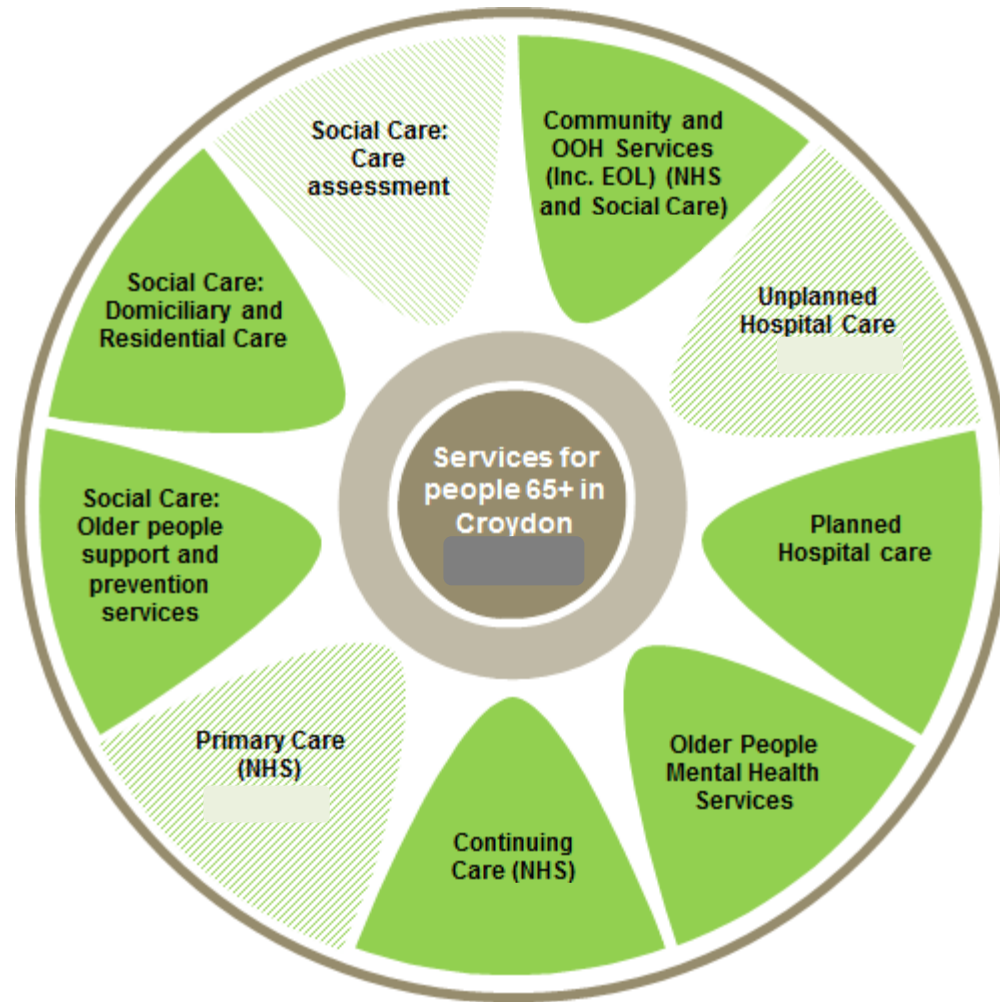 Social Care:
Care
assessment
Community and
OOH Services
(Inc. EOL) (NHS
and Social Care)
Unplanned
Hospital Care
Planned
Hospital care
Older People
Mental Health
Services
Continuing
Care (NHS)
Primary Care
(NHS)
Social Care:
Older people
support and
prevention
services
Social Care:
Domiciliary and
Residential Care
Services for
people 65+ in
Croydon